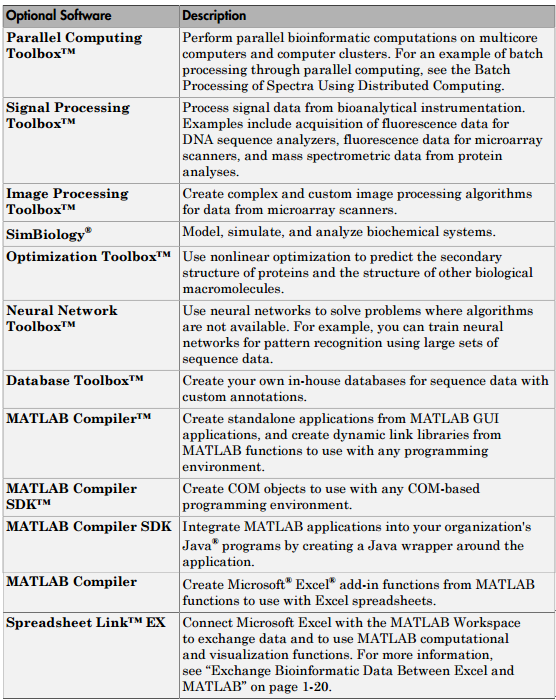 Optional Software Description
Parallel Computing Perform parallel bioinformatic computations on multicore
Toolbox™ computers and computer clusters. For an example of batch
processing through parallel computing, see the Batch
Processing of Spectra Using Distributed Computing.
Signal Processing Process signal data from bioanalytical instrumentation.
Toolbox™ Examples include acquisition of fluorescence data for
DNA sequence analyzers, fluorescence data for microarray
scanners, and mass spectrometric data from protein
analyses.
Image Processing Create complex and custom image processing algorithms
Toolbox™ for data from microarray scanners.
SimBiology® Model, simulate, and analyze biochemical systems.
Optimization Toolbox™ Use nonlinear optimization to predict the secondary
structure of proteins and the structure of other biological
macromolecules.
Neural Network Use neural networks to solve problems where algorithms
Toolbox™ are not available. For example, you can train neural
networks for pattern recognition using large sets of
sequence data.
Database Toolbox™ Create your own in-house databases for sequence data with
custom annotations.
MATLAB Compiler™ Create standalone applications from MATLAB GUI
applications, and create dynamic link libraries from
MATLAB functions to use with any programming
environment.
MATLAB Compiler Create COM objects to use with any COM-based
SDK™ programming environment.
MATLAB Compiler SDK Integrate MATLAB applications into your organization's
Java® programs by creating a Java wrapper around the
application.
MATLAB Compiler Create Microsoft® Excel® add-in functions from MATLAB
functions to use with Excel spreadsheets.
Spreadsheet Link™ EX Connect Microsoft Excel with the MATLAB Workspace
to exchange data and to use MATLAB computational
and visualization functions. For more information,
see “Exchange Bioinformatic Data Between Excel and
MATLAB” on page 1-20.